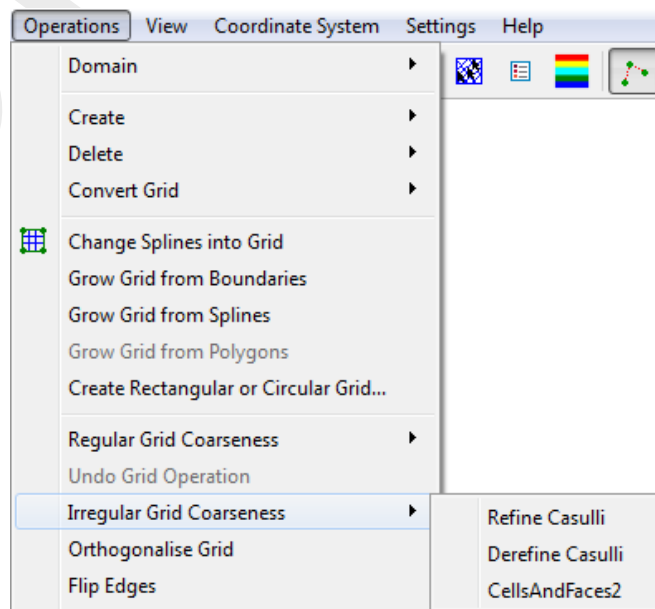 Operations View Coordinate System Settings Help
Domain
Create
Delete
Convert Grid
Change Splines into Grid
Grow Grid from Boundaries
Grow Grid from Splines
Grow Grid from Polygons
Create Rectangular or Circular Grid...
Regular Grid Coarseness
Undo Grid Operation
Irregular Grid Coarseness
Refine Casulli
Orthogonalise Grid
Derefine Casulli
Flip Edges
CellsAndFaces2